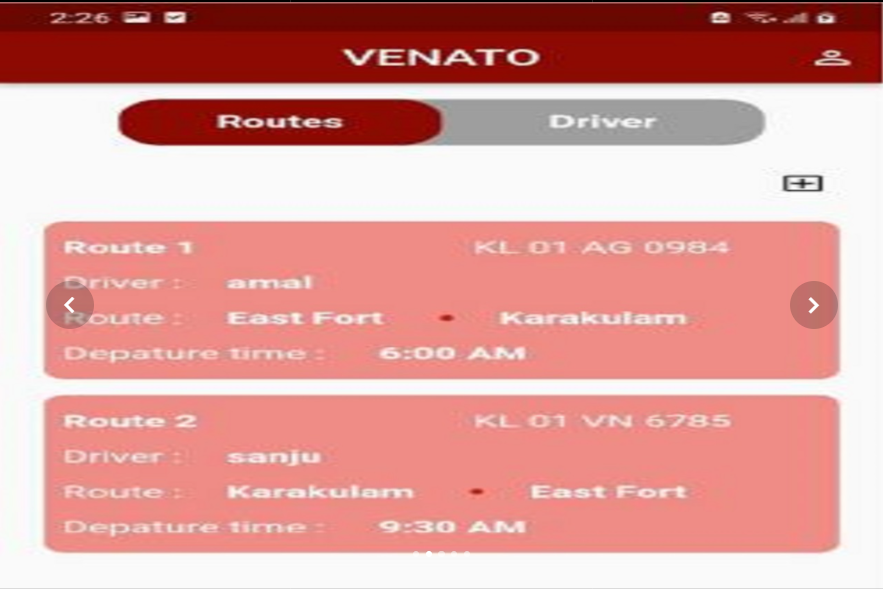 2:26
VENATO
Routes Driver
Route 1 KL 01 AG 0984
Driver : amal
Route : East Fort • Karakulam
Depature time : 6:00 AM
Route 2 KL 01 VN 6785
Driver : sanju
Route : Karakulam • East Fort
Depature time : 9:30 AM